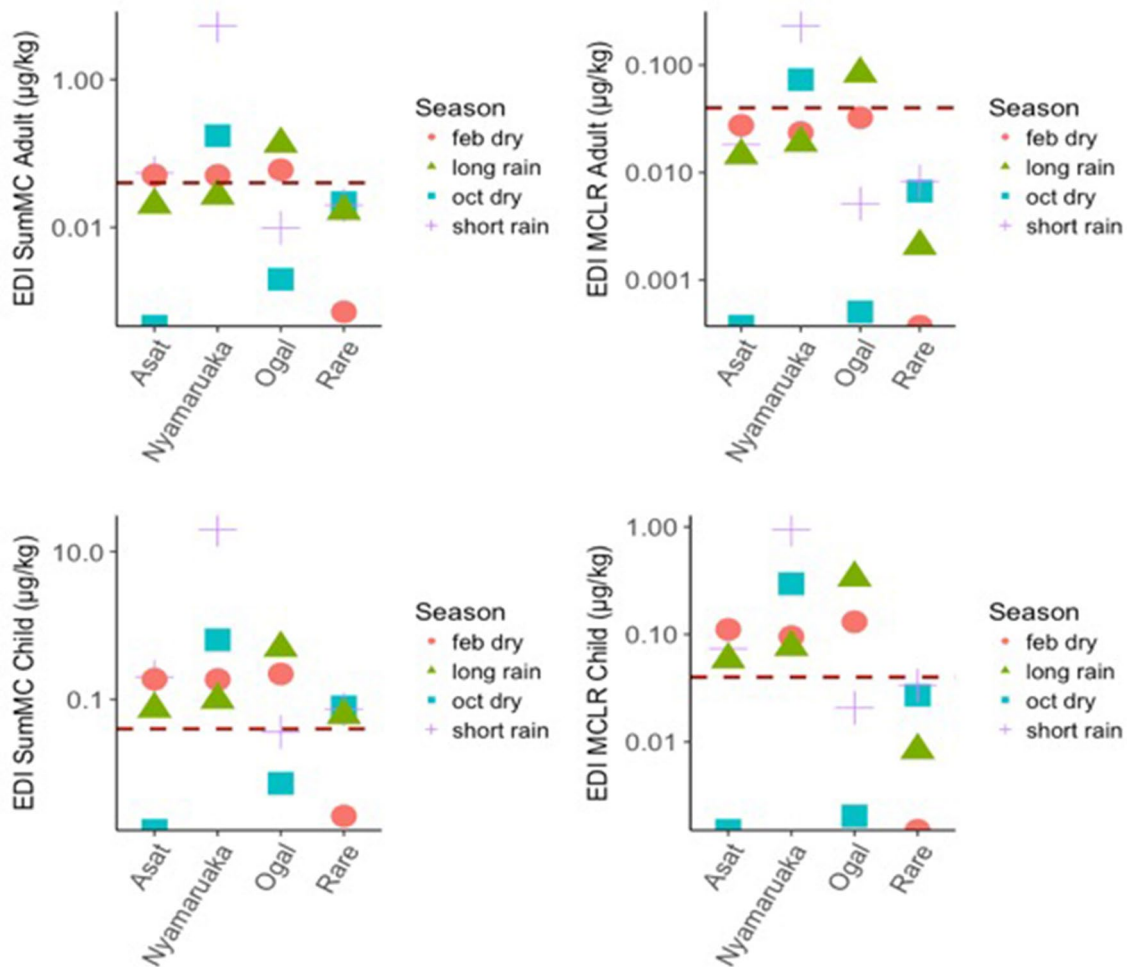 EDI SumMC Adult (µg/kg)
1.00
0.01
Asat
Nyamaruaka
Ogal
Rare
Season
feb dry
long rain
oct dry
short rain
EDI MCLR Adult (µg/kg)
0.100
0.010
0.001
Asat
Nyamaruaka
Ogal
Rare
Season
feb dry
long rain
oct dry
short rain
EDI SumMC Child (µg/kg)
10.0
0.1
Asat
Nyamaruaka
Ogal
Rare
Season
feb dry
long rain
oct dry
short rain
EDI MCLR Child (µg/kg)
1.00
0.10
0.01
Asat
Nyamaruaka
Ogal
Rare
Season
feb dry
long rain
oct dry
short rain